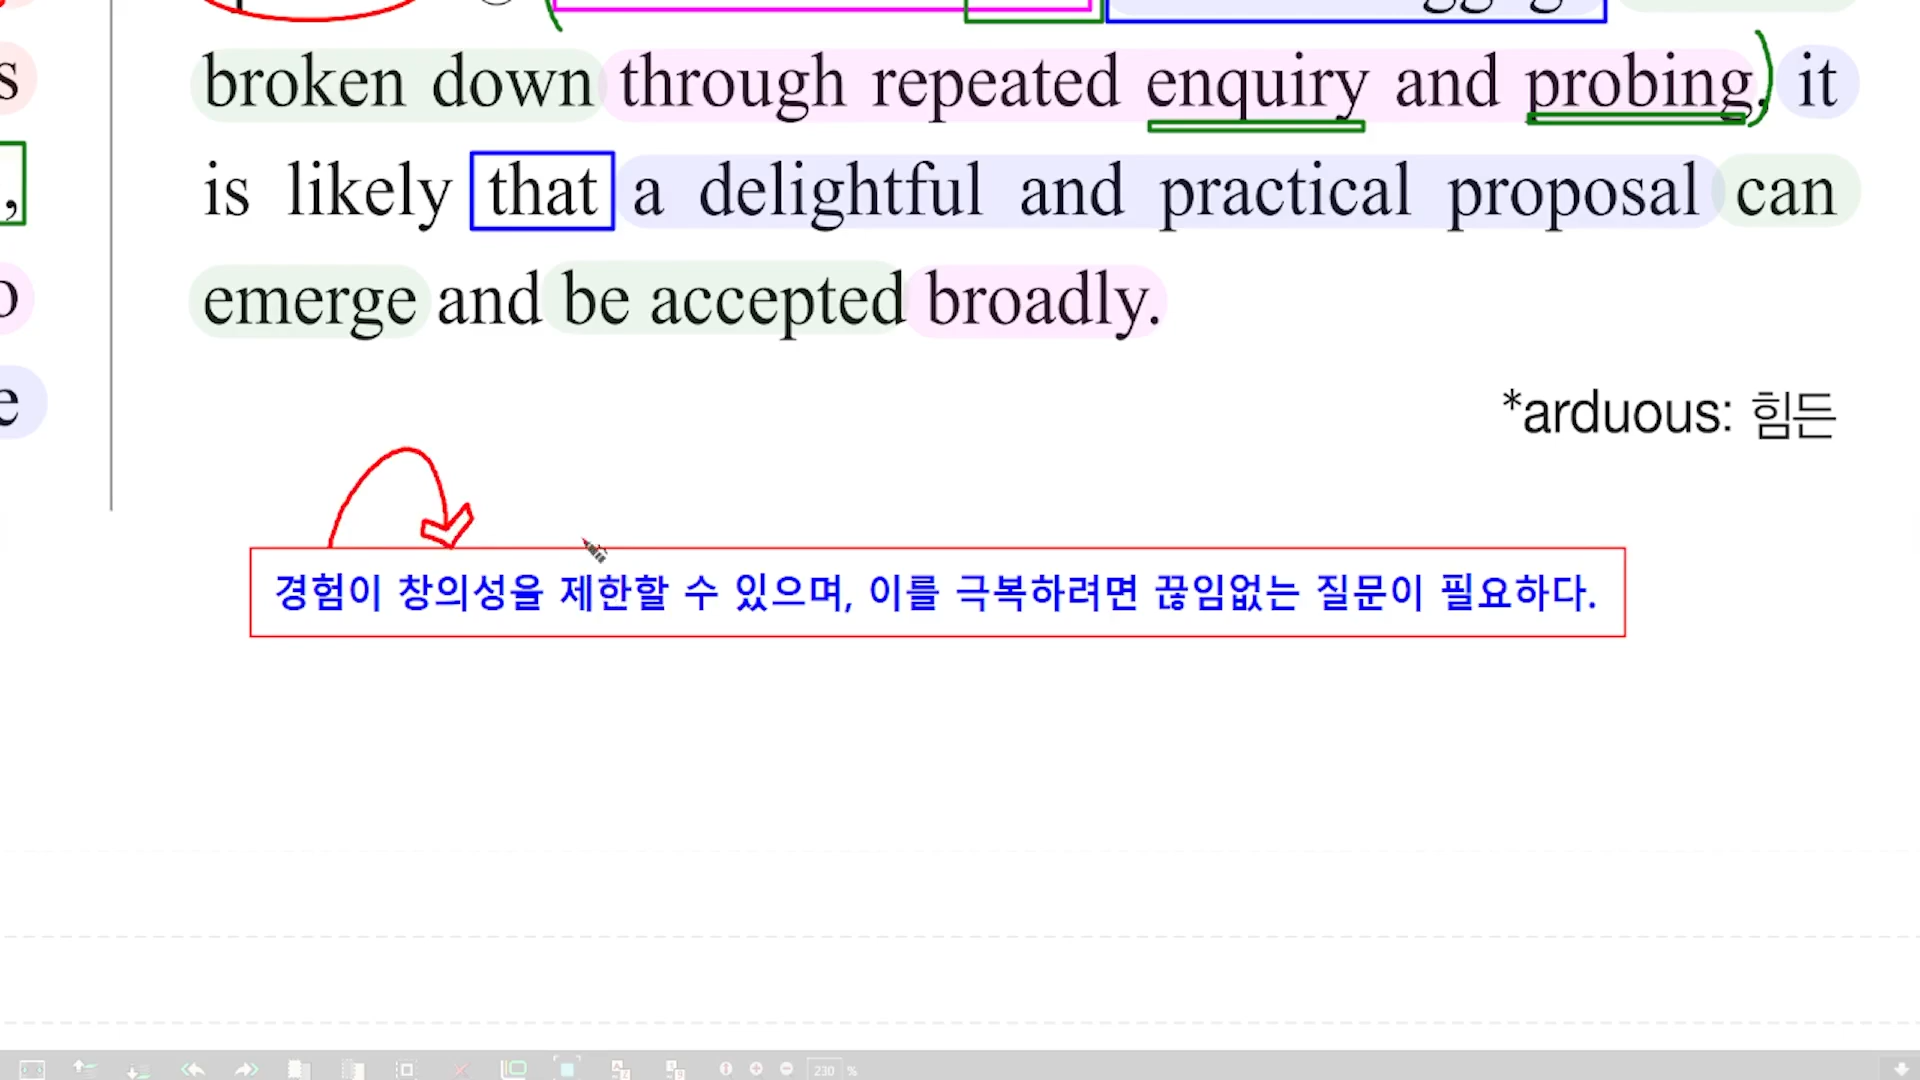 broken down through repeated enquiry and probing, it
is likely that a delightful and practical proposal can
emerge and be accepted broadly.
*arduous: 힘든
경험이 창의성을 제한할 수 있으며, 이를 극복하려면 끊임없는 질문이 필요하다.
230 %